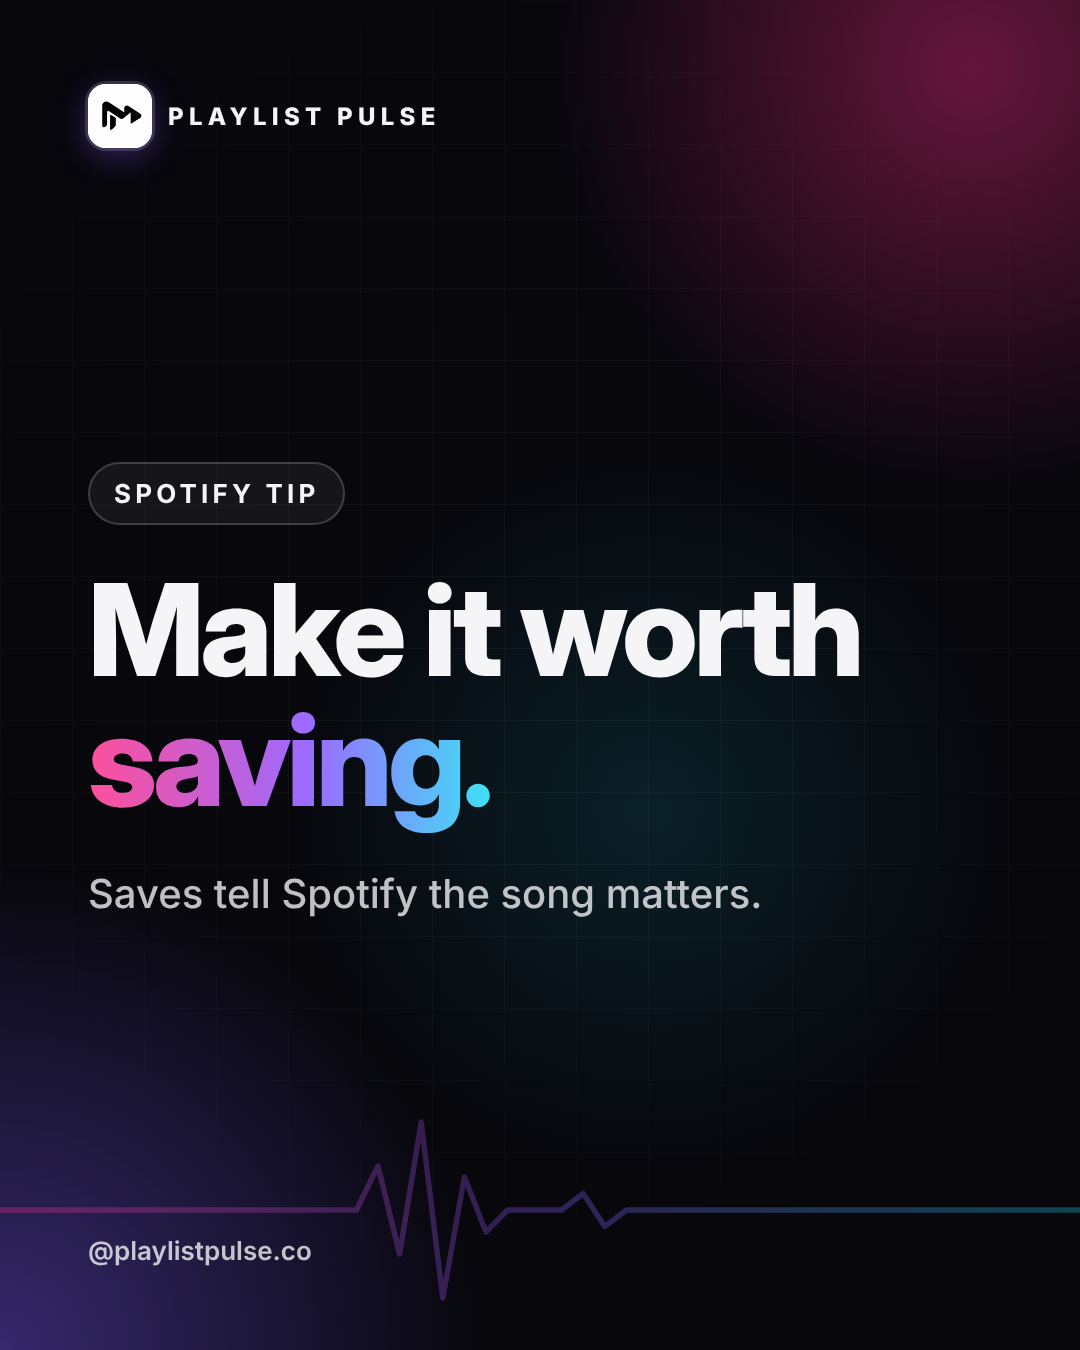 PLAYLIST PULSE
SPOTIFY TIP
Make it worth
saving.
Saves tell Spotify the song matters.
@playlistpulse.co